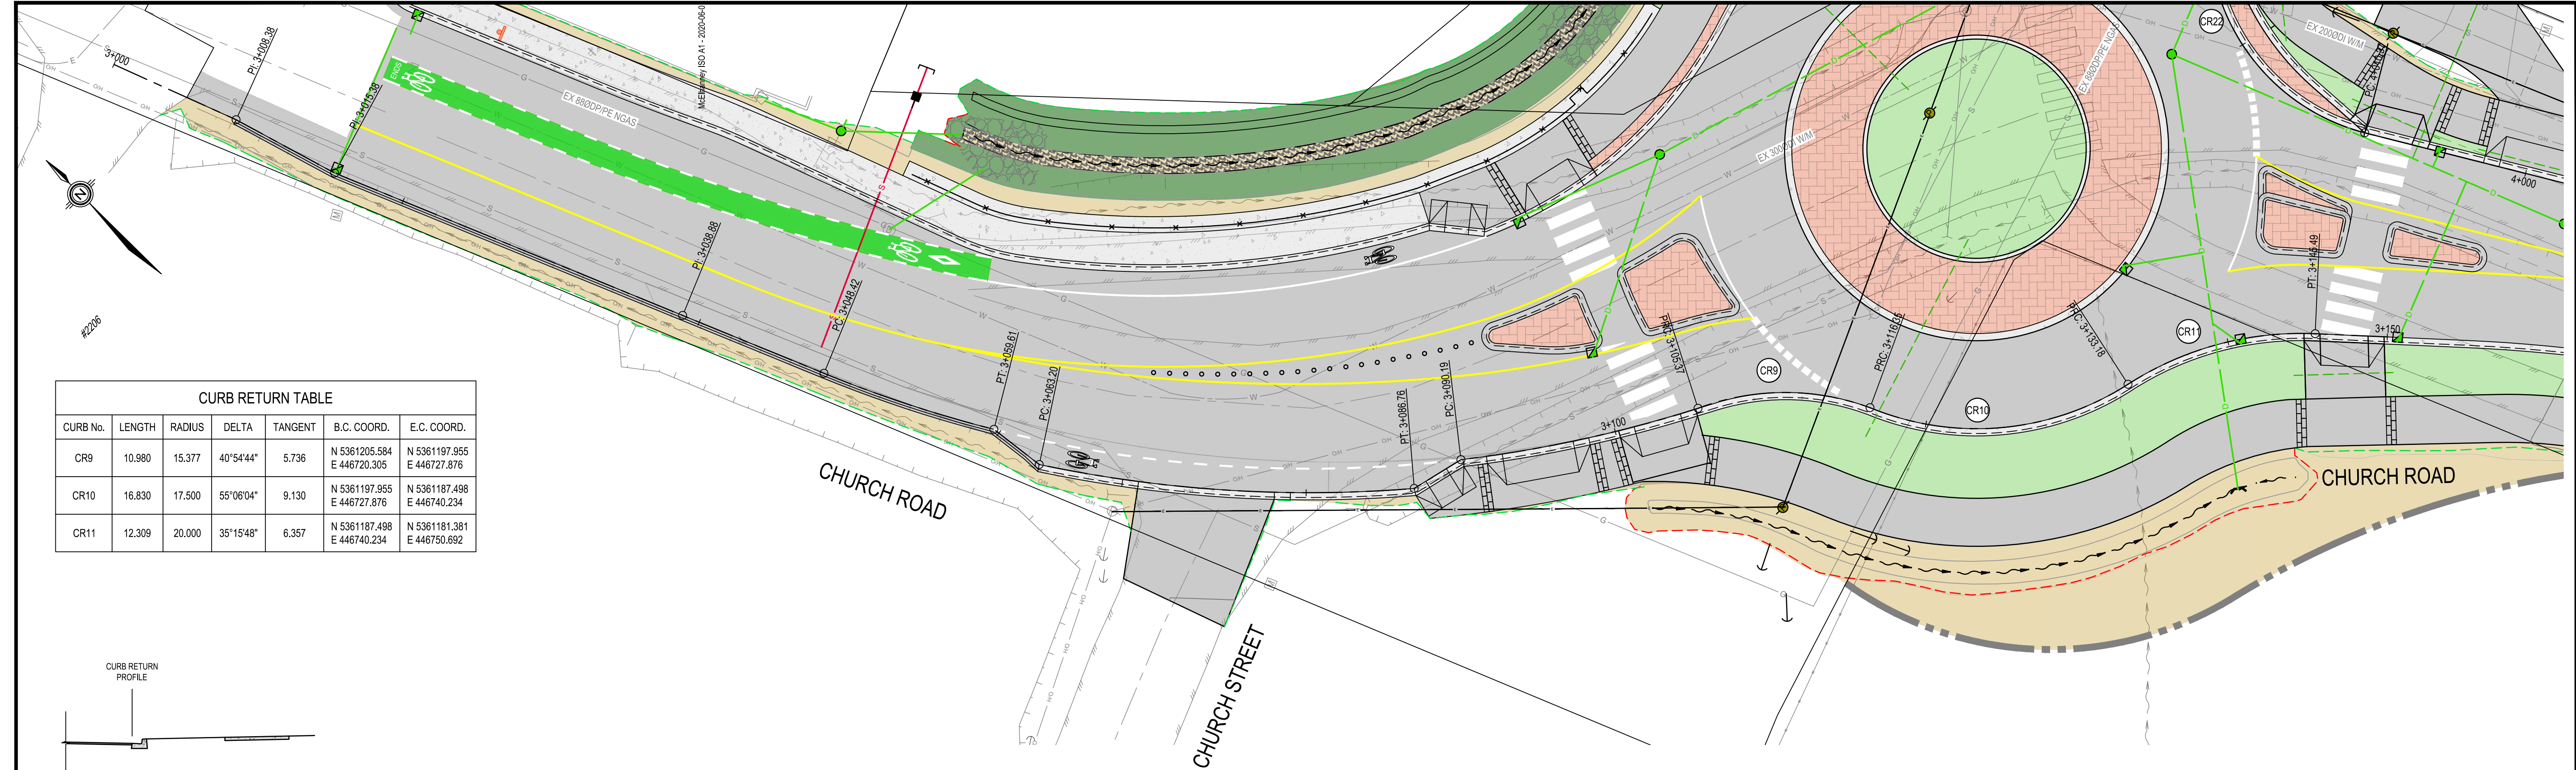 3+000
PI: 3+008.38
PI: 3+015.38
ENDS
EX 88ØDP/PE NGAS
McElhanney ISO A1 - 2020-06-0
PI: 3+038.88
PC: 3+048.42
PT: 3+059.61
PC: 3+063.20
PT: 3+086.76
PC: 3+090.19
3+100
PRC: 3+105.37
PRC: 3+116.35
PRC: 3+133.18
PT: 3+145.49
3+150
4+000
EX 300ØDI W/M
EX 88ØDP/PE NGAS
EX 200ØDI W/M
CR22
CR9
CR10
CR11
#2206
CHURCH ROAD
CHURCH ROAD
CHURCH STREET
CURB RETURN TABLE
CURB No. LENGTH RADIUS DELTA TANGENT B.C. COORD. E.C. COORD.
CR9 10.980 15.377 40°54'44" 5.736 N 5361205.584 N 5361197.955
E 446720.305 E 446727.876
CR10 16.830 17.500 55°06'04" 9.130 N 5361197.955 N 5361187.498
E 446727.876 E 446740.234
CR11 12.309 20.000 35°15'48" 6.357 N 5361187.498 N 5361181.381
E 446740.234 E 446750.692
CURB RETURN
PROFILE